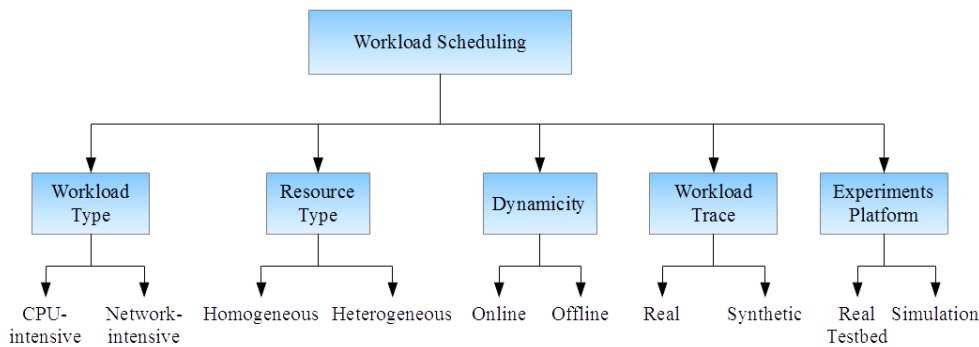 Workload Scheduling
Workload
Type
Resource
Type
Dynamicity
Workload
Trace
Experiments
Platform
CPU-
intensive
Network-
intensive
Homogeneous
Heterogeneous
Online
Offline
Real
Synthetic
Real
Testbed
Simulation